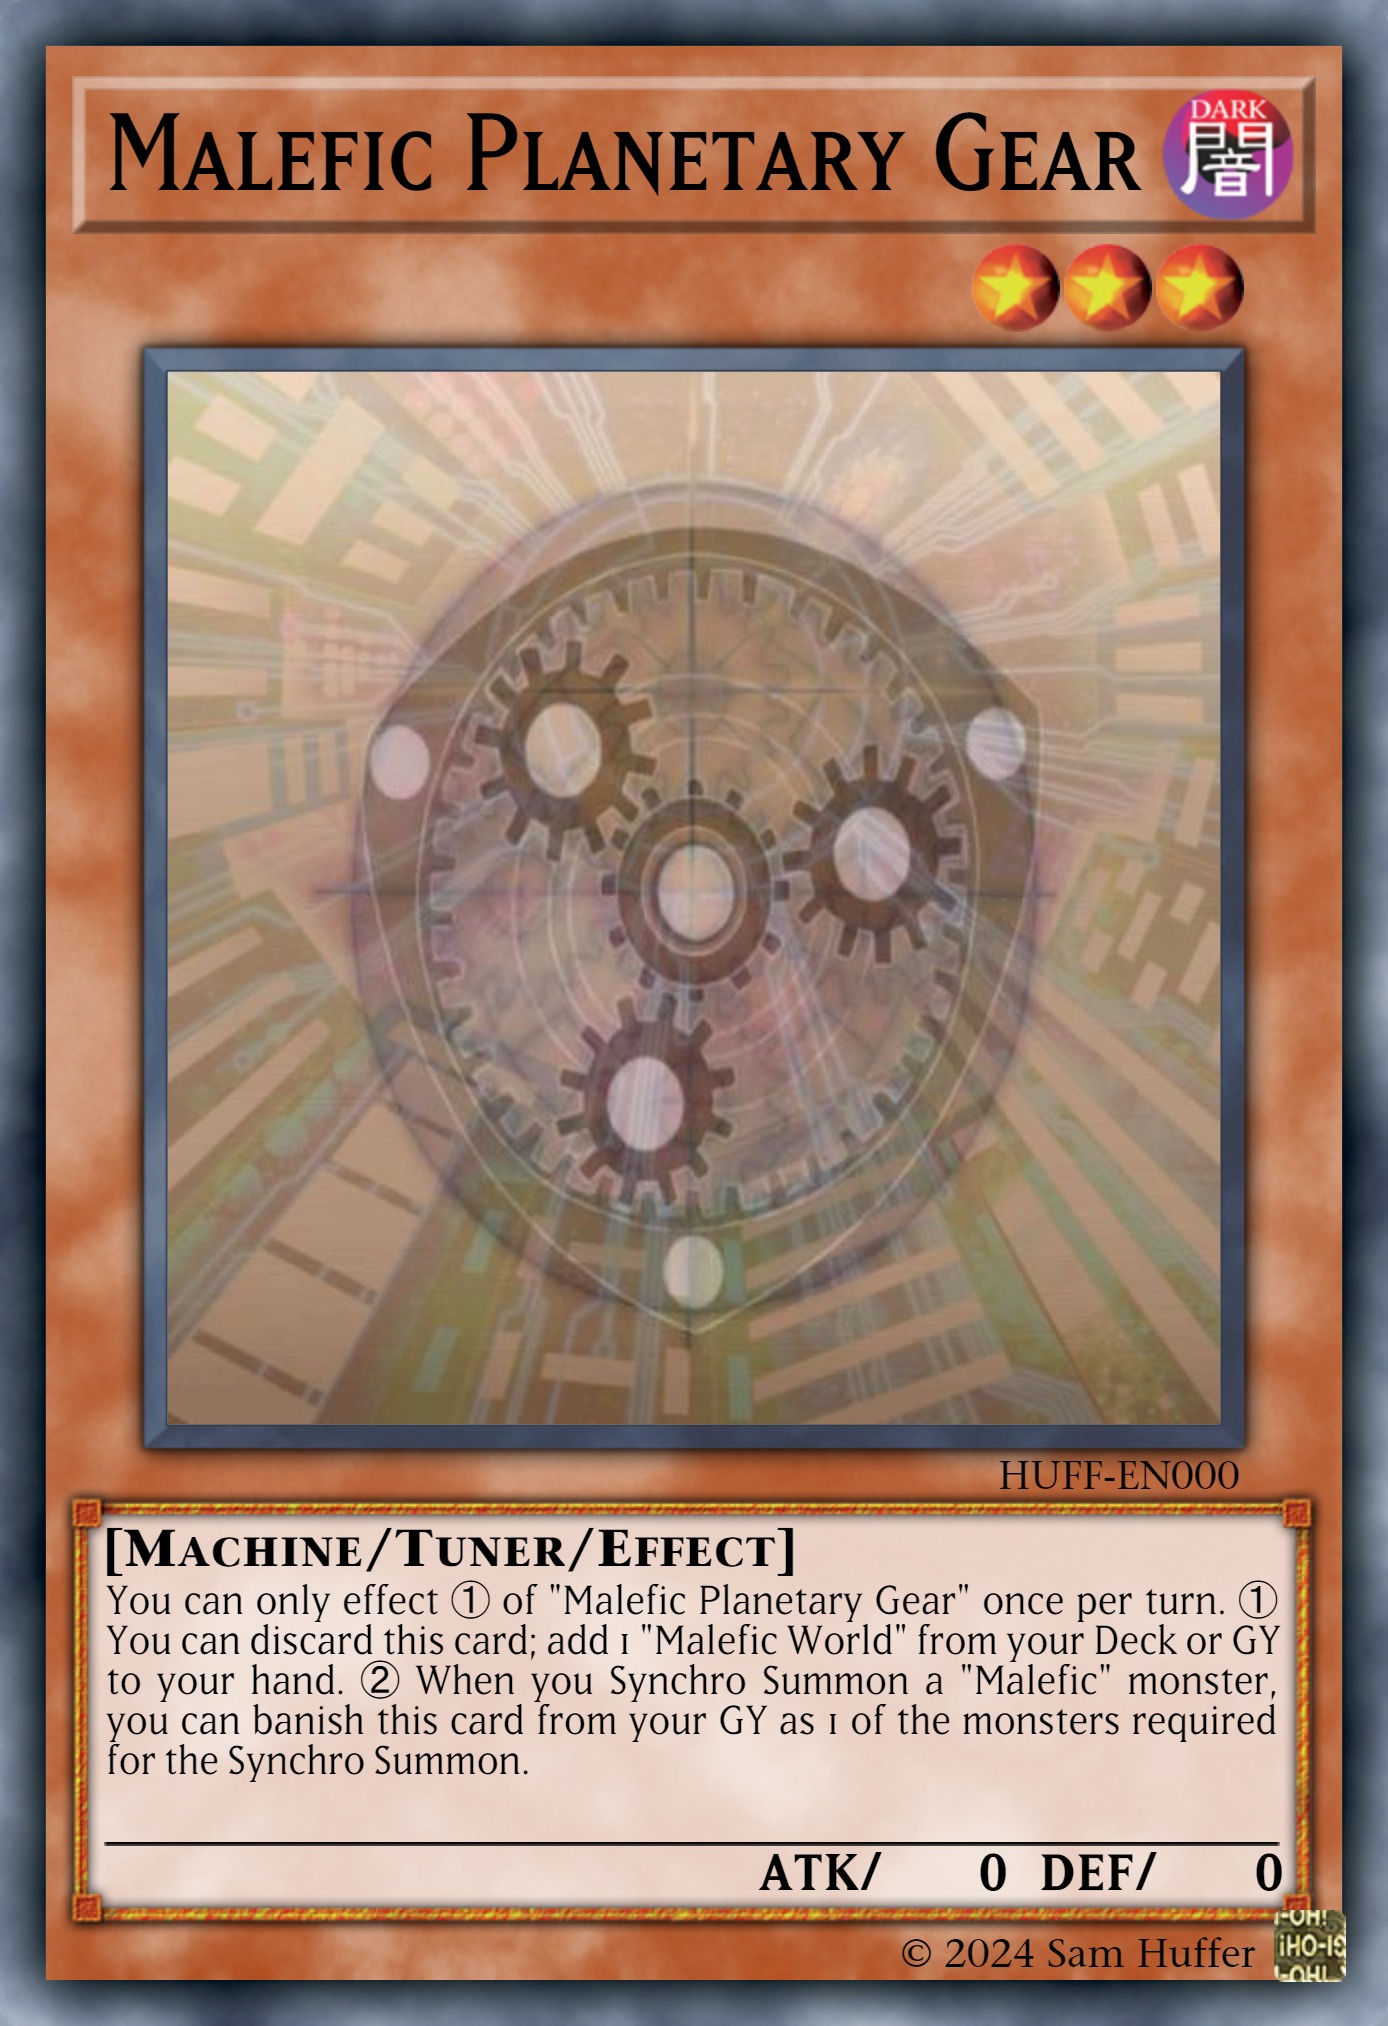 Malefic Planetary Gear
DARK
闇
HUFF-EN000
[Machine/Tuner/Effect]
You can only effect ① of "Malefic Planetary Gear" once per turn. ①
You can discard this card; add 1 "Malefic World" from your Deck or GY
to your hand. ② When you Synchro Summon a "Malefic" monster,
you can banish this card from your GY as 1 of the monsters required
for the Synchro Summon.
ATK/ 0 DEF/ 0
© 2024 Sam Huffer